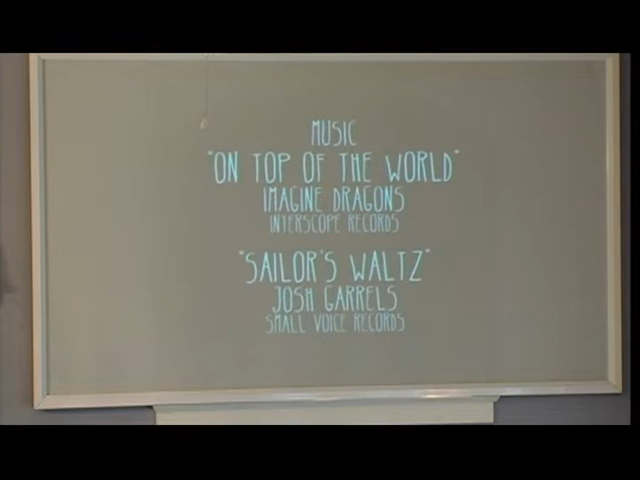 MUSIC
"ON TOP OF THE WORLD"
IMAGINE DRAGONS
INTERSCOPE RECORDS
"SAILOR'S WALTZ"
JOSH GARRELS
SMALL VOICE RECORDS